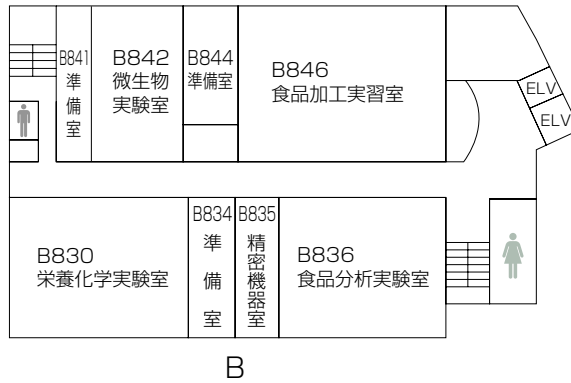 B841
準
備
室
B842
微生物
実験室
B844
準備室
B846
食品加工実習室
ELV
ELV
B830
栄養化学実験室
B834
準
備
室
B835
精
密
機
器
室
B836
食品分析実験室
B